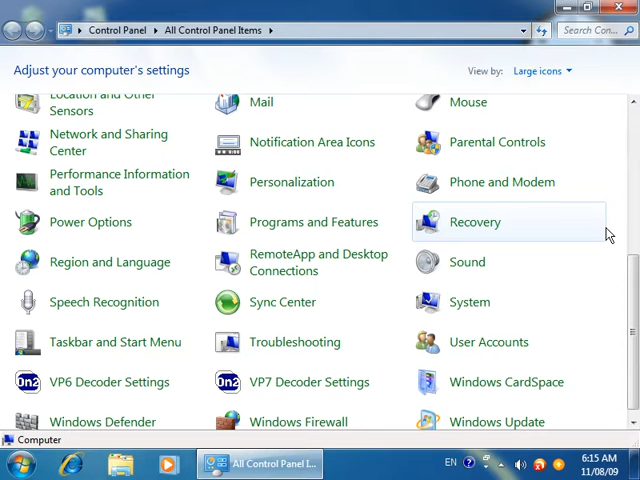 Control Panel
All Control Panel Items
Search Con...
Adjust your computer's settings
View by: Large icons
Location and Other
Sensors
Mail
Mouse
Network and Sharing
Center
Notification Area Icons
Parental Controls
Performance Information
and Tools
Personalization
Phone and Modem
Power Options
Programs and Features
Recovery
Region and Language
RemoteApp and Desktop
Connections
Sound
Speech Recognition
Sync Center
System
Taskbar and Start Menu
Troubleshooting
User Accounts
On2
VP6 Decoder Settings
On2
VP7 Decoder Settings
Windows CardSpace
Windows Defender
Windows Firewall
Windows Update
Computer
All Control Panel I...
EN
6:15 AM
11/08/09